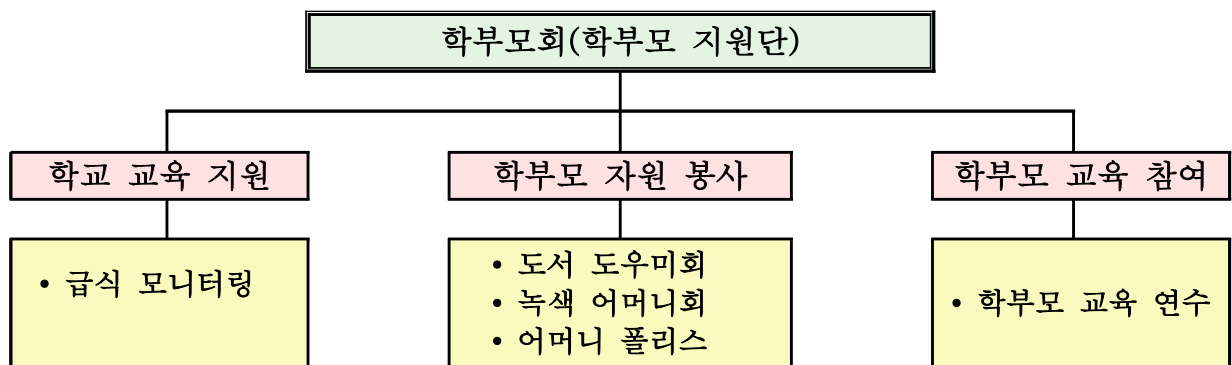 학부모회(학부모 지원단)
학교 교육 지원
학부모 자원 봉사
학부모 교육 참여
• 급식 모니터링
• 도서 도우미회
• 녹색 어머니회
• 어머니 폴리스
• 학부모 교육 연수